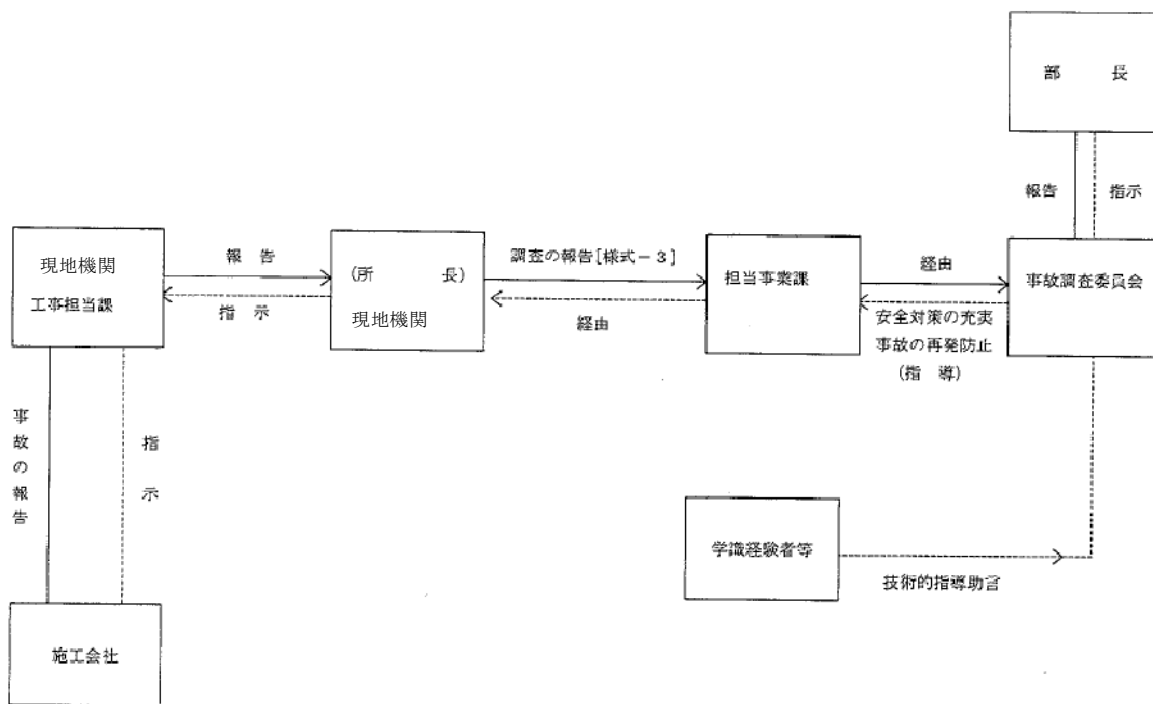 部　　長
報告
指示
現地機関
工事担当課
報　告
指　示
(所　　長)
現地機関
調査の報告[様式－3]
経由
担当事業課
経由
安全対策の充実
事故の再発防止
(指　導)
事故調査委員会
事故の報告
指示
学識経験者等
技術的指導助言
施工会社